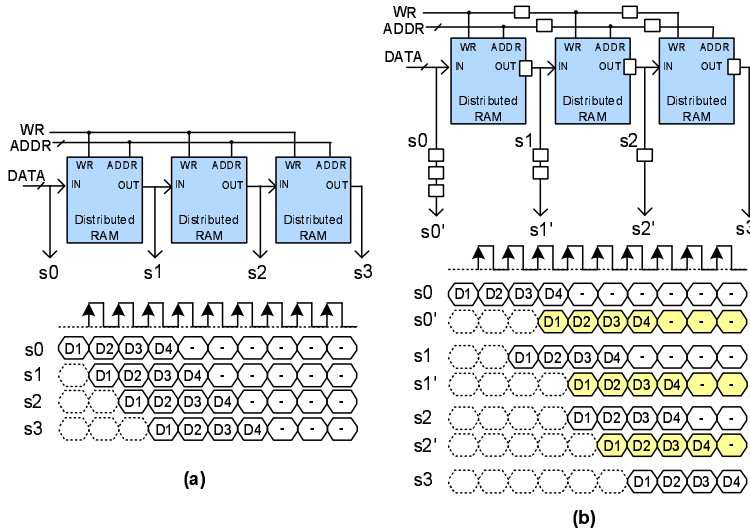 WR
ADDR
DATA
WR ADDR
IN OUT
Distributed
RAM
WR ADDR
IN OUT
Distributed
RAM
WR ADDR
IN OUT
Distributed
RAM
s0 s1 s2 s3
s0 D1 D2 D3 D4 - - - - -
s1 D1 D2 D3 D4 - - - -
s2 D1 D2 D3 D4 - - -
s3 D1 D2 D3 D4 - -
(a)
WR
ADDR
DATA
WR ADDR
IN OUT
Distributed
RAM
WR ADDR
IN OUT
Distributed
RAM
WR ADDR
IN OUT
Distributed
RAM
s0 s1 s2
s0' s1' s2' s3
s0 D1 D2 D3 D4 - - - - - -
s0' D1 D2 D3 D4 - - -
s1 D1 D2 D3 D4 - - - -
s1' D1 D2 D3 D4 - -
s2 D1 D2 D3 D4 - -
s2' D1 D2 D3 D4 -
s3 D1 D2 D3 D4
(b)